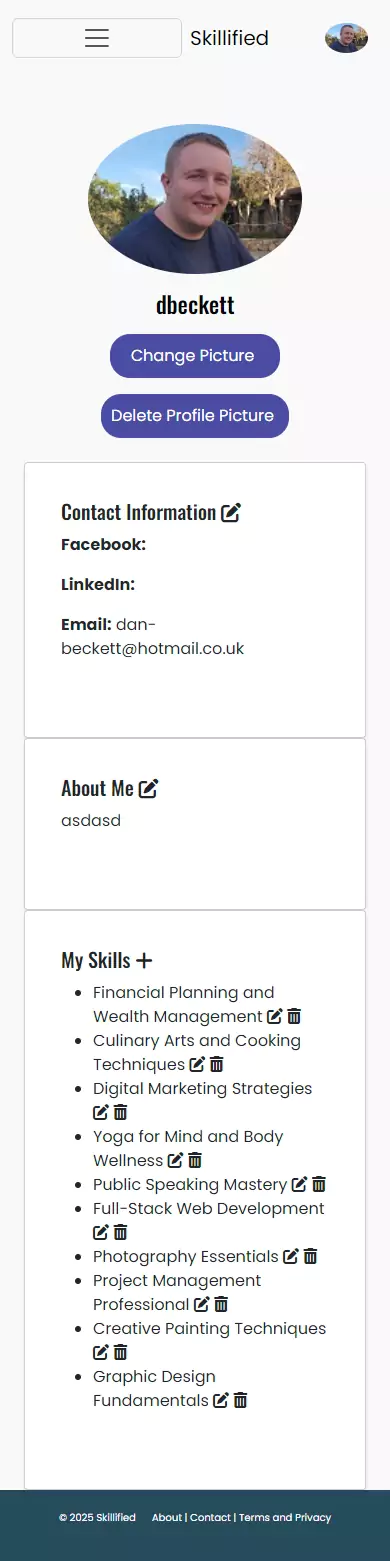 Skillified
dbeckett
Change Picture
Delete Profile Picture
Contact Information
Facebook:
LinkedIn:
Email: dan-
beckett@hotmail.co.uk
About Me
asdasd
My Skills
Financial Planning and
Wealth Management
Culinary Arts and Cooking
Techniques
Digital Marketing Strategies
Yoga for Mind and Body
Wellness
Public Speaking Mastery
Full-Stack Web Development
Photography Essentials
Project Management
Professional
Creative Painting Techniques
Graphic Design
Fundamentals
© 2025 Skillified About | Contact | Terms and Privacy